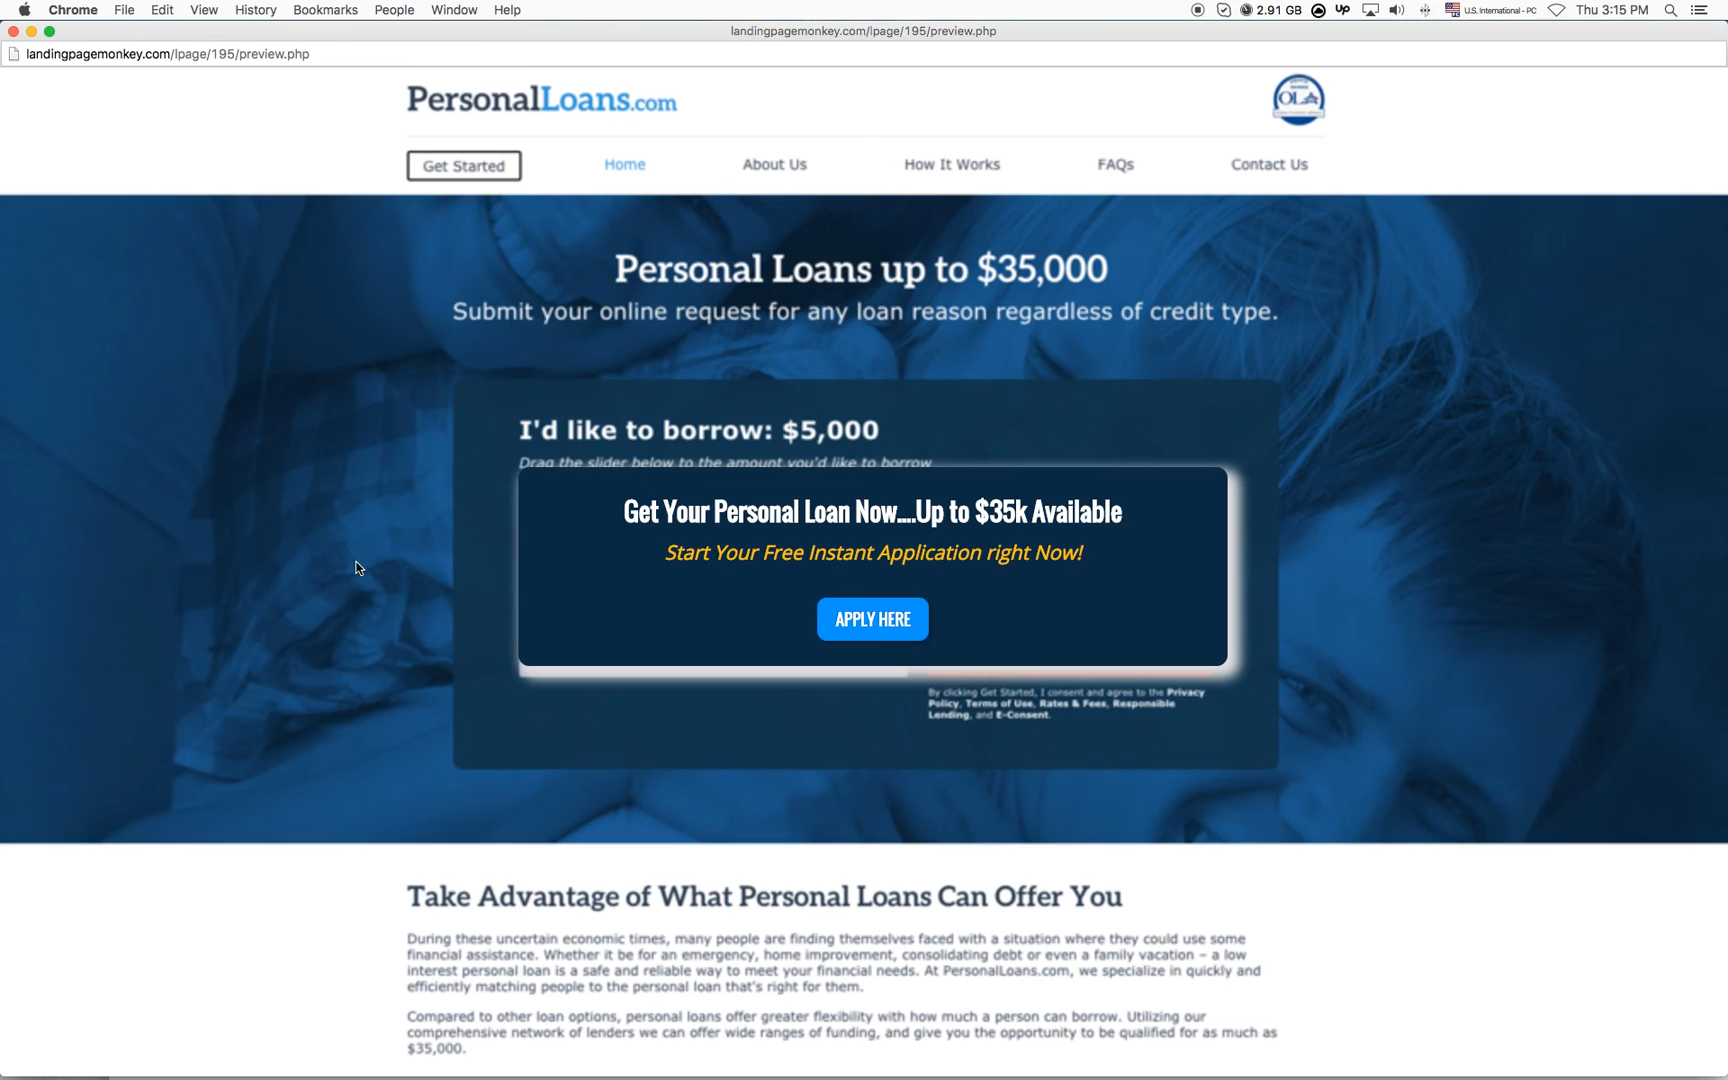 Chrome File Edit View History Bookmarks People Window Help 2.91 GB UP U.S. International - PC Thu 3:15 PM
landingpagemonkey.com/lpage/195/preview.php
landingpagemonkey.com/lpage/195/preview.php
PersonalLoans.com
OLA
Get Started Home About Us How It Works FAQs Contact Us
Personal Loans up to $35,000
Submit your online request for any loan reason regardless of credit type.
I'd like to borrow: $5,000
Drag the slider below to the amount you'd like to borrow
Get Your Personal Loan Now....Up to $35k Available
Start Your Free Instant Application right Now!
APPLY HERE
By clicking Get Started, I consent and agree to the Privacy
Policy, Terms of Use, Rates & Fees, Responsible
Lending, and E-Consent.
Take Advantage of What Personal Loans Can Offer You
During these uncertain economic times, many people are finding themselves faced with a situation where they could use some
financial assistance. Whether it be for an emergency, home improvement, consolidating debt or even a family vacation – a low
interest personal loan is a safe and reliable way to meet your financial needs. At PersonalLoans.com, we specialize in quickly and
efficiently matching people to the personal loan that's right for them.
Compared to other loan options, personal loans offer greater flexibility with how much a person can borrow. Utilizing our
comprehensive network of lenders we can offer wide ranges of funding, and give you the opportunity to be qualified for as much as
$35,000.